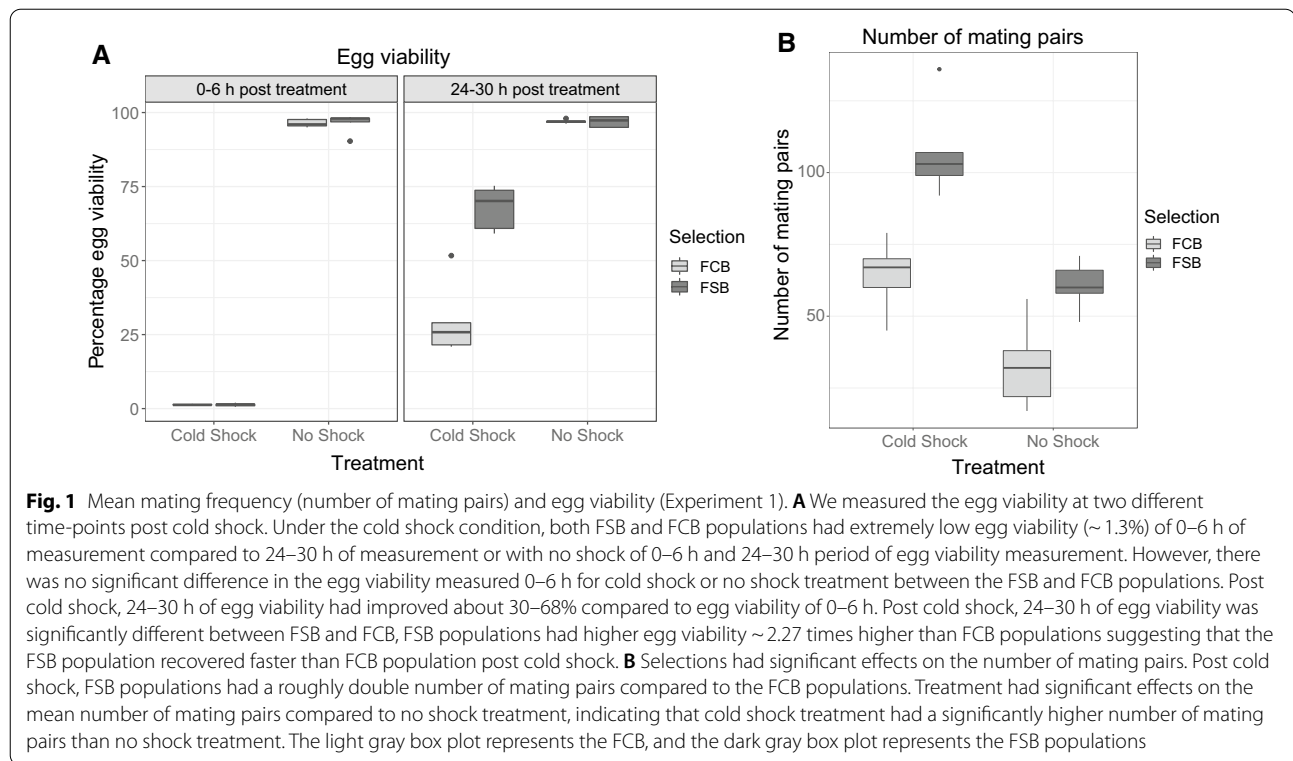 A
Egg viability
0-6 h post treatment
24-30 h post treatment
100
75
50
25
0
Percentage egg viability
Cold Shock
No Shock
Cold Shock
No Shock
Treatment
Selection
FCB
FSB
B
Number of mating pairs
100
50
Number of mating pairs
Cold Shock
No Shock
Treatment
Selection
FCB
FSB
Fig. 1 Mean mating frequency (number of mating pairs) and egg viability (Experiment 1). A We measured the egg viability at two different
time-points post cold shock. Under the cold shock condition, both FSB and FCB populations had extremely low egg viability (~ 1.3%) of 0–6 h of
measurement compared to 24–30 h of measurement or with no shock of 0–6 h and 24–30 h period of egg viability measurement. However, there
was no significant difference in the egg viability measured 0–6 h for cold shock or no shock treatment between the FSB and FCB populations. Post
cold shock, 24–30 h of egg viability had improved about 30–68% compared to egg viability of 0–6 h. Post cold shock, 24–30 h of egg viability was
significantly different between FSB and FCB, FSB populations had higher egg viability ~ 2.27 times higher than FCB populations suggesting that the
FSB population recovered faster than FCB population post cold shock. B Selections had significant effects on the number of mating pairs. Post cold
shock, FSB populations had a roughly double number of mating pairs compared to the FCB populations. Treatment had significant effects on the
mean number of mating pairs compared to no shock treatment, indicating that cold shock treatment had a significantly higher number of mating
pairs than no shock treatment. The light gray box plot represents the FCB, and the dark gray box plot represents the FSB populations